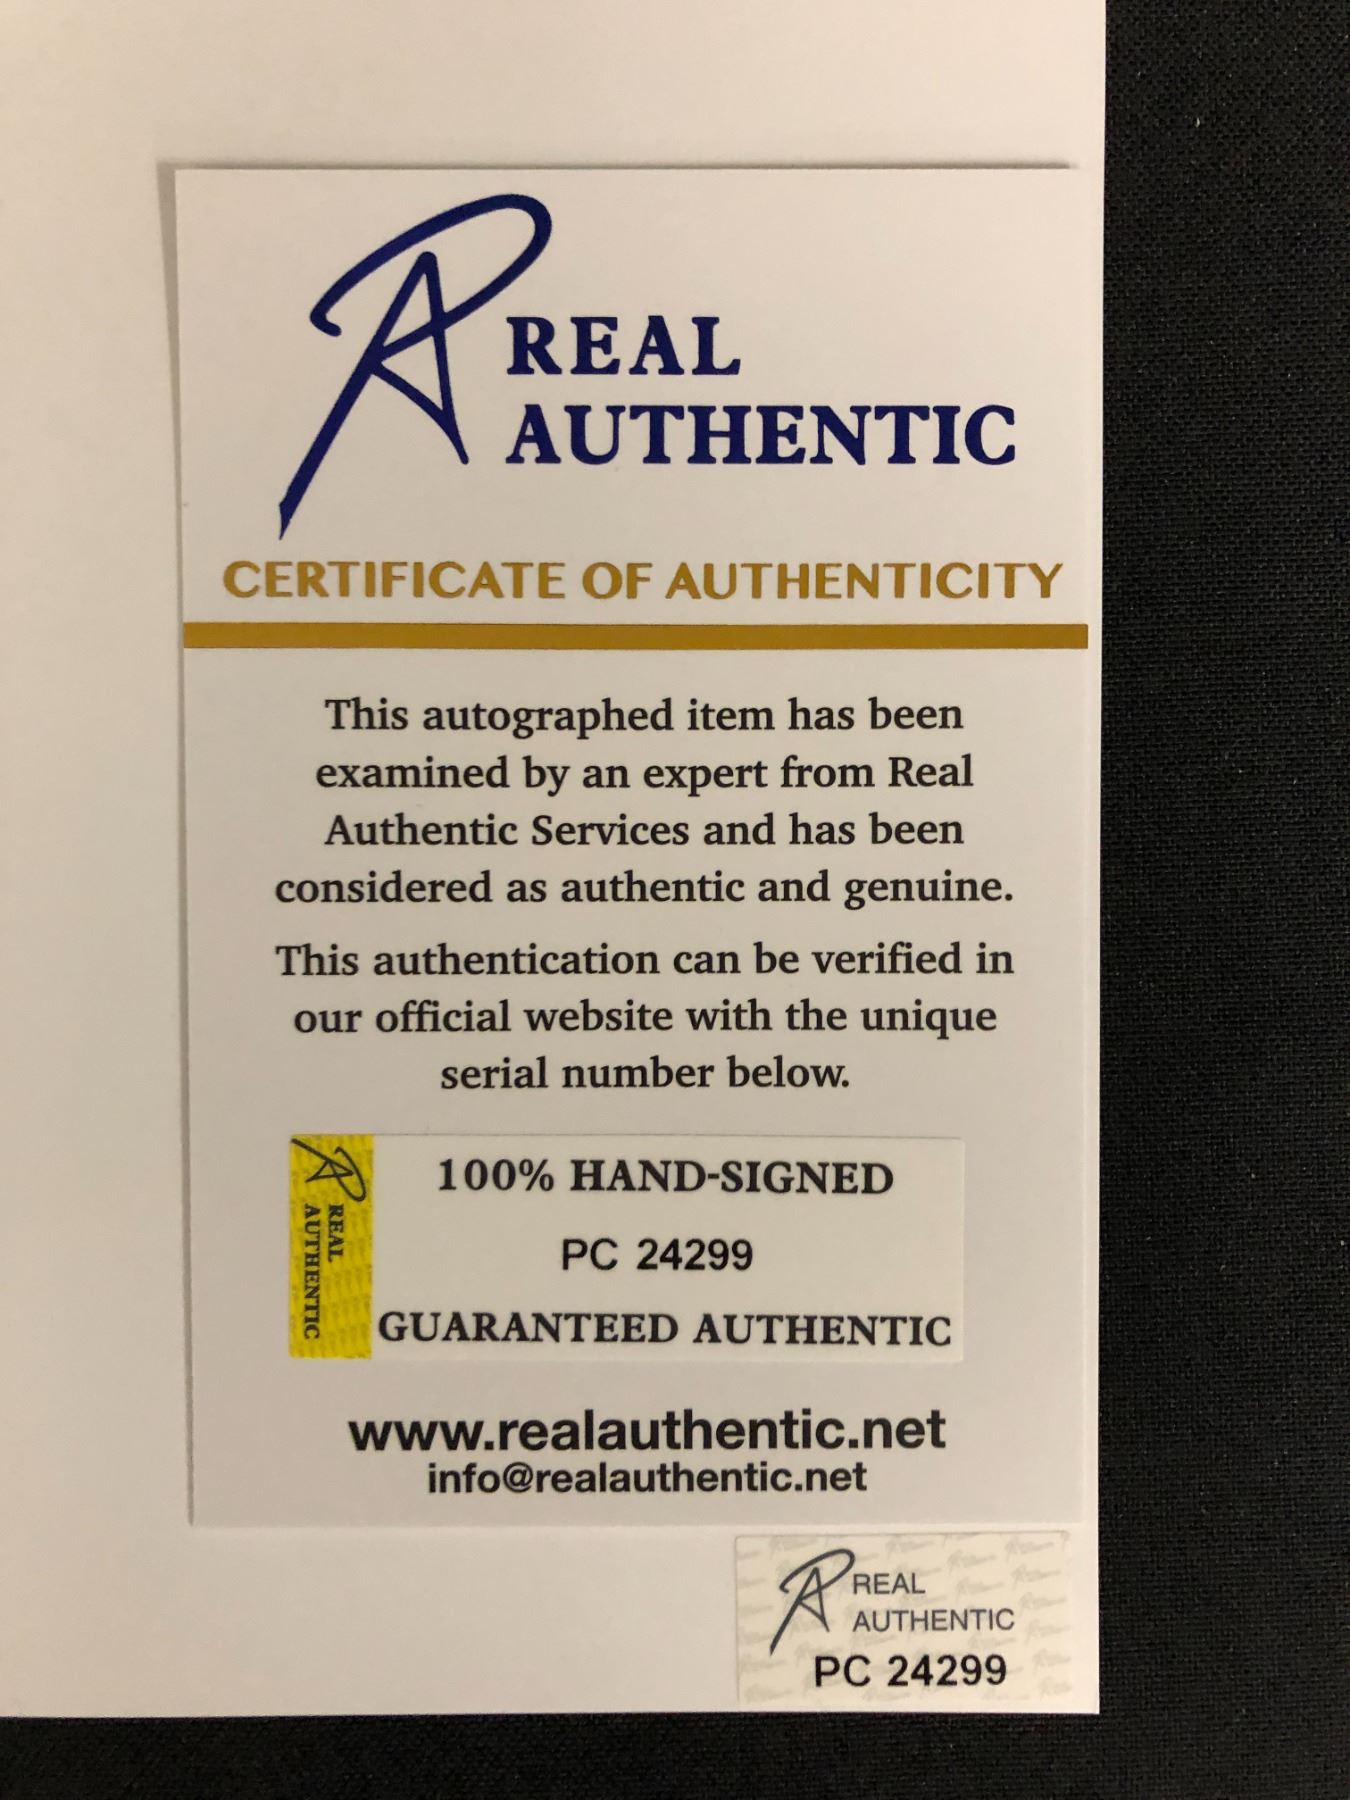 REAL
AUTHENTIC
CERTIFICATE OF AUTHENTICITY
This autographed item has been
examined by an expert from Real
Authentic Services and has been
considered as authentic and genuine.
This authentication can be verified in
our official website with the unique
serial number below.
REAL
AUTHENTIC
100% HAND-SIGNED
PC 24299
GUARANTEED AUTHENTIC
www.realauthentic.net
info@realauthentic.net
REAL
AUTHENTIC
PC 24299